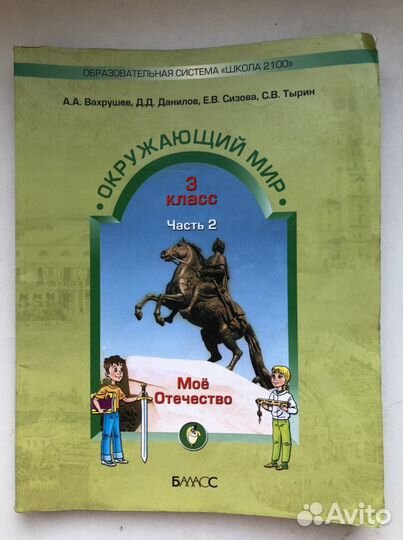 ОБРАЗОВАТЕЛЬНАЯ СИСТЕМА «ШКОЛА 2100»
А.А. Вахрушев, Д.Д. Данилов, Е.В. Сизова, С.В. Тырин
• ОКРУЖАЮЩИЙ МИР •
3
класс
Часть 2
Моё
Отечество
БАЛАСС
Avito